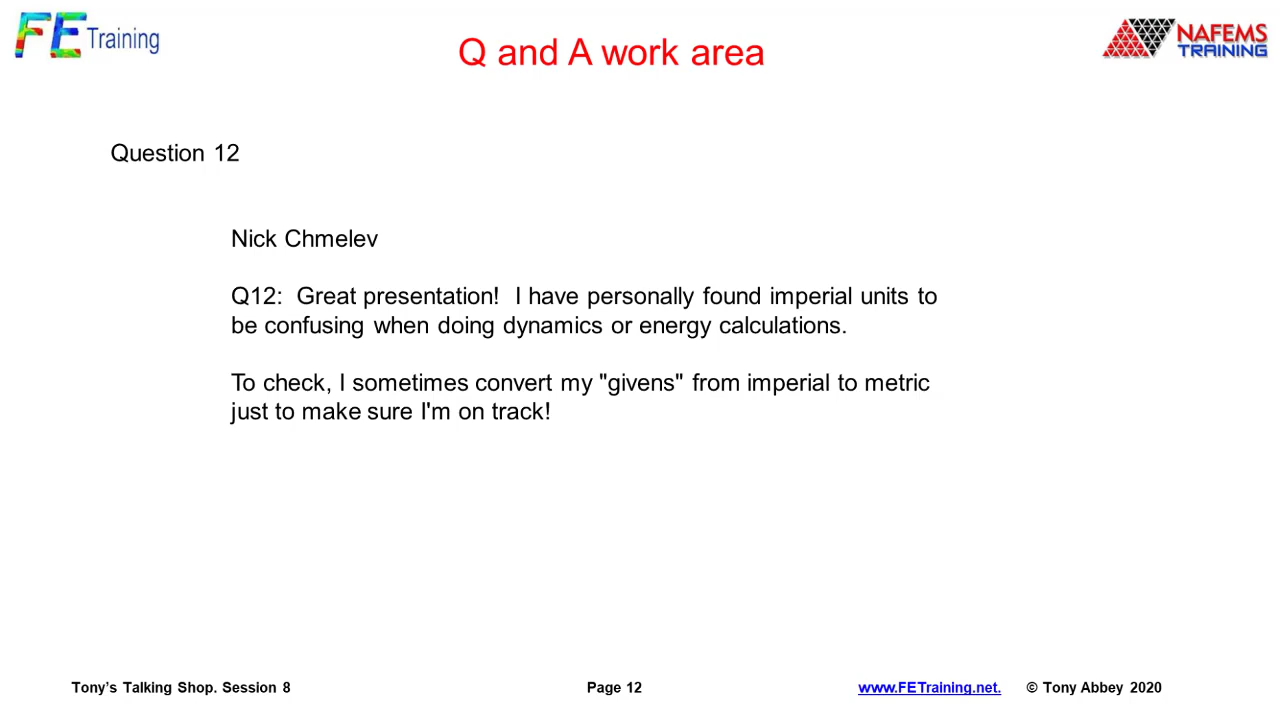 FE Training
Q and A work area
NAFEMS
TRAINING
Question 12
Nick Chmelev
Q12:  Great presentation!  I have personally found imperial units to
be confusing when doing dynamics or energy calculations.
To check, I sometimes convert my "givens" from imperial to metric
just to make sure I'm on track!
Tony’s Talking Shop. Session 8
Page 12
www.FETraining.net.
© Tony Abbey 2020